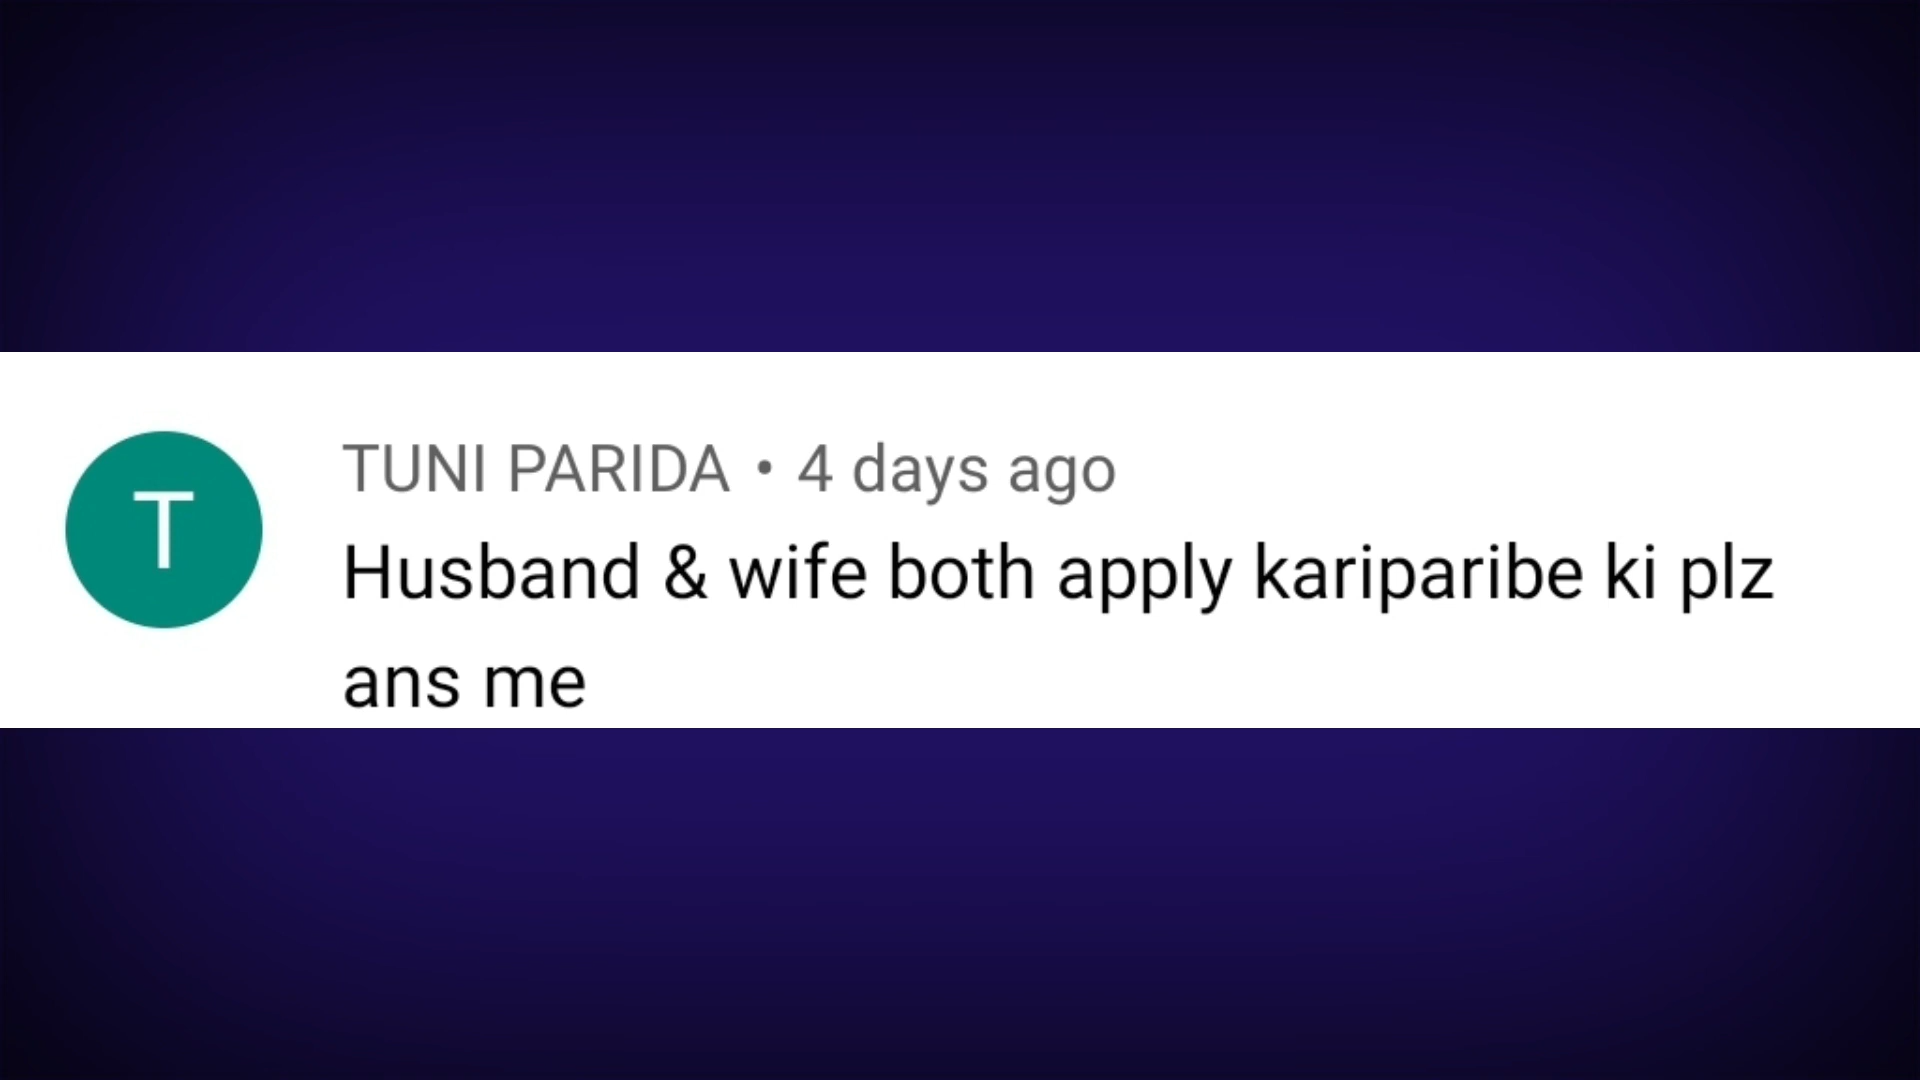 T
TUNI PARIDA • 4 days ago
Husband & wife both apply kariparibe ki plz
ans me